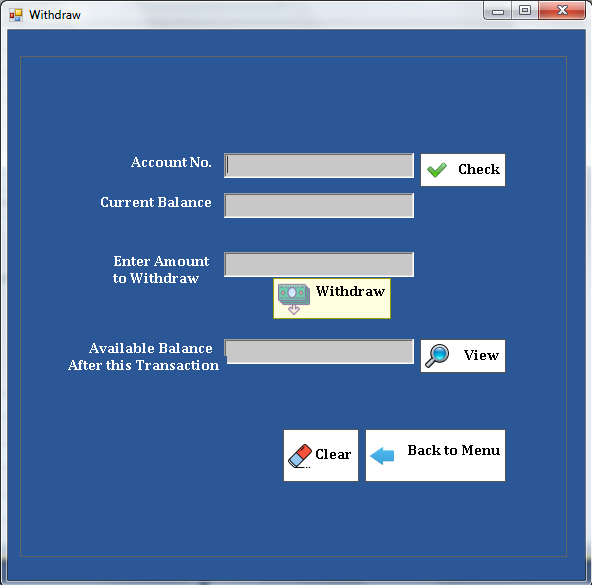 Withdraw
Account No.
Check
Current Balance
Enter Amount
to Withdraw
Withdraw
Available Balance
After this Transaction
View
Clear
Back to Menu